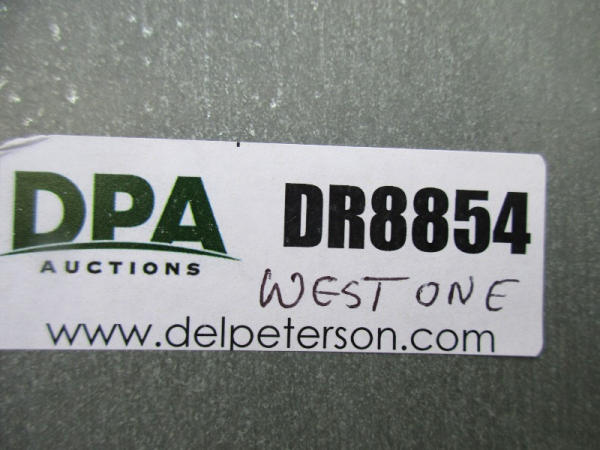 DPA DR8854
AUCTIONS
WEST ONE
www.delpeterson.com